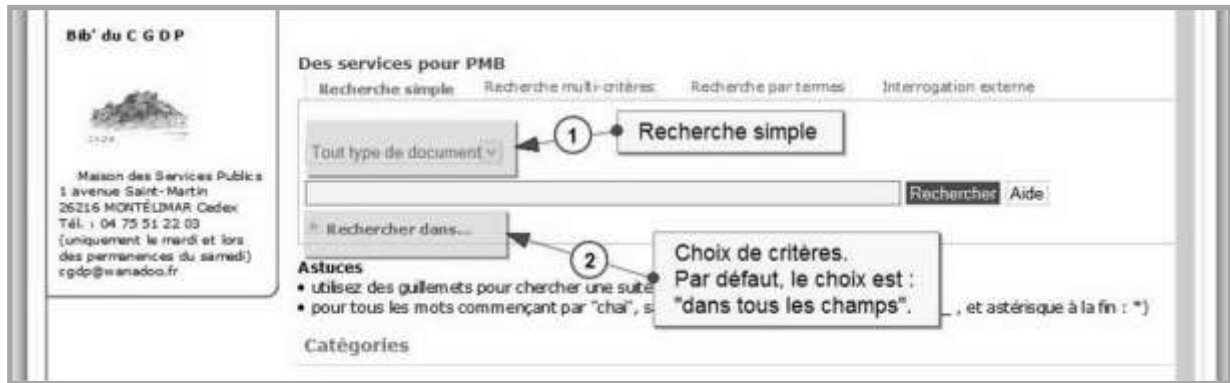 Bib' du C G D P
Maison des Services Publics
1 avenue Saint-Martin
26216 MONTÉLIMAR Cedex
Tél. : 04 75 51 22 03
(uniquement le mardi et lors
des permanences du samedi)
cgdp@wanadoo.fr
Des services pour PMB
Recherche simple Recherche multi-critères Recherche par termes Interrogation externe
1 Recherche simple
Tout type de document
Rechercher Aide
Rechercher dans...
2 Choix de critères.
Par défaut, le choix est :
"dans tous les champs".
Astuces
• utilisez des guillemets pour chercher une suite
• pour tous les mots commençant par "chai", s , et astérisque à la fin : *)
Catégories